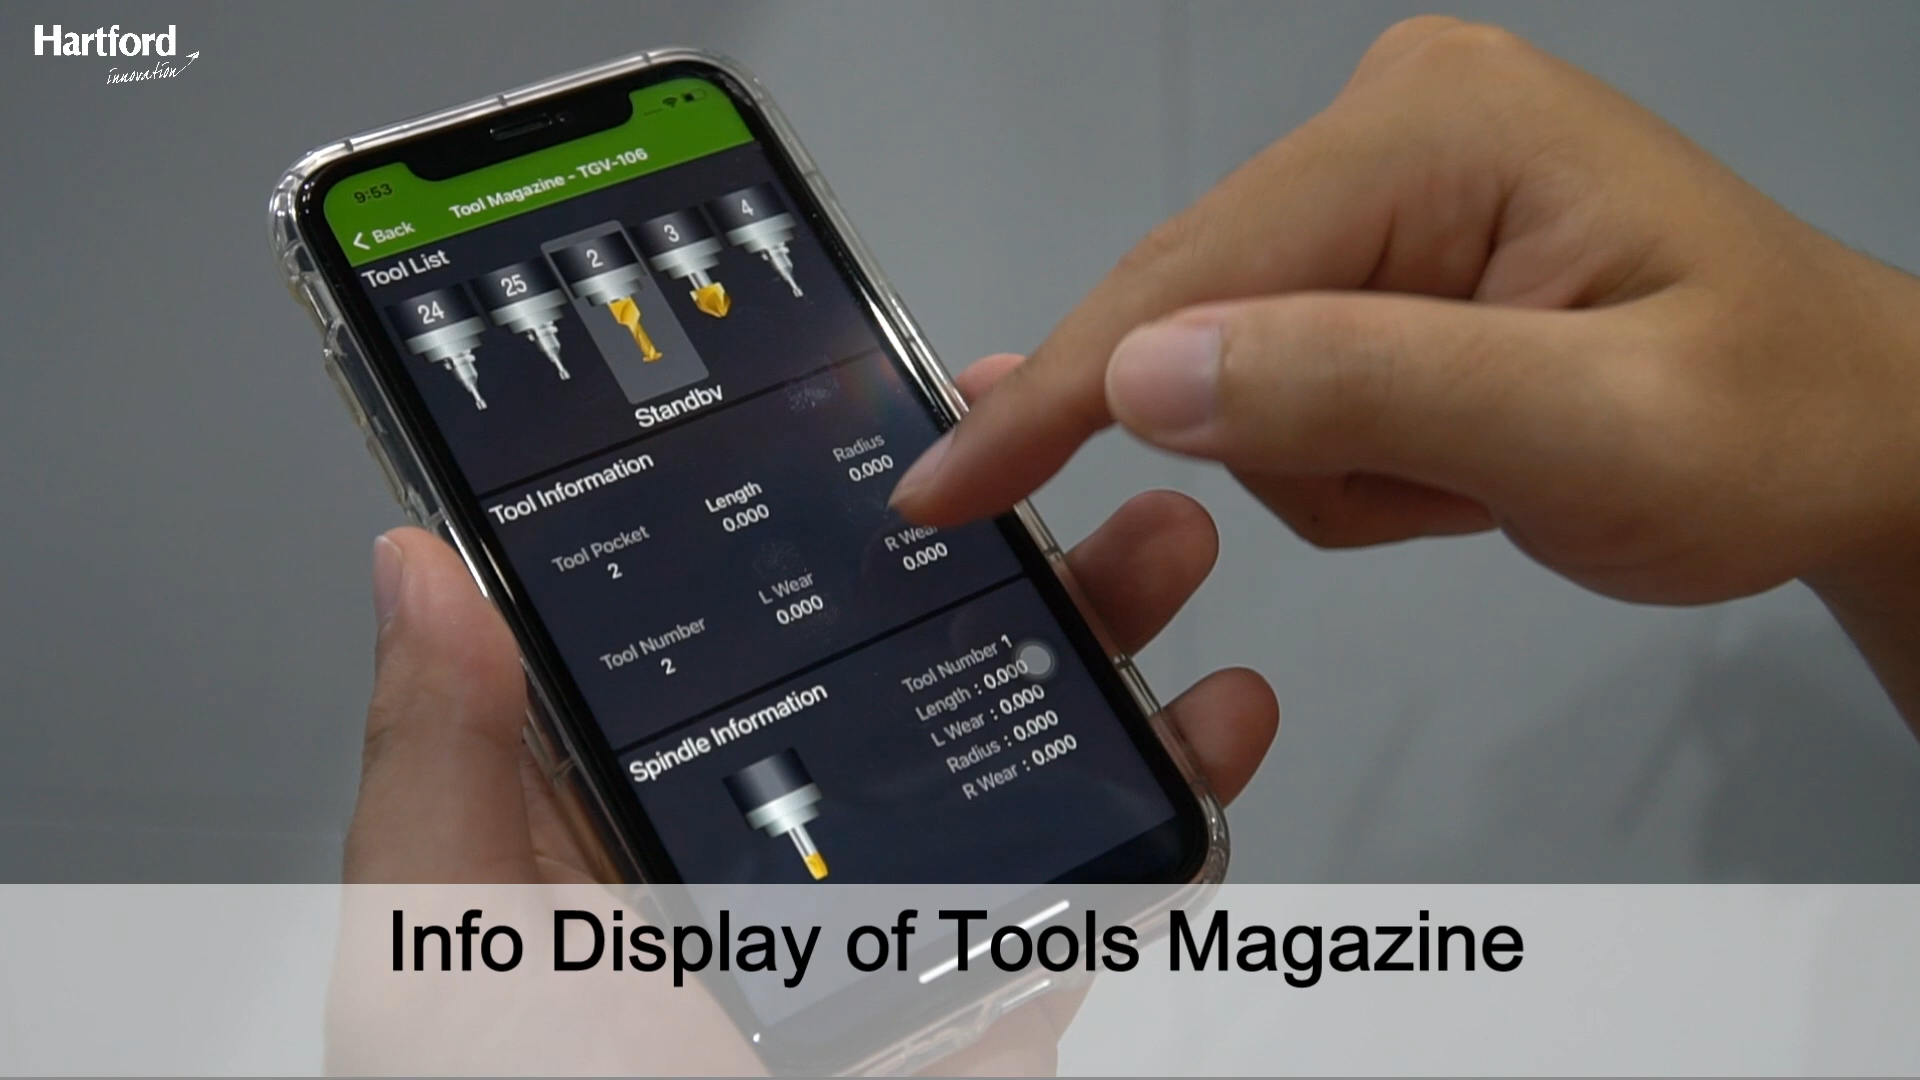 Hartford
innovation
9:53
Tool Magazine - TGV-106
Back
Tool List
24
25
2
3
4
Standby
Tool Information
Tool Pocket
2
Length
0.000
Radius
0.000
Tool Number
2
L Wear
0.000
R Wear
0.000
Spindle Information
Tool Number 1
Length : 0.000
L Wear : 0.000
Radius : 0.000
R Wear : 0.000
Info Display of Tools Magazine